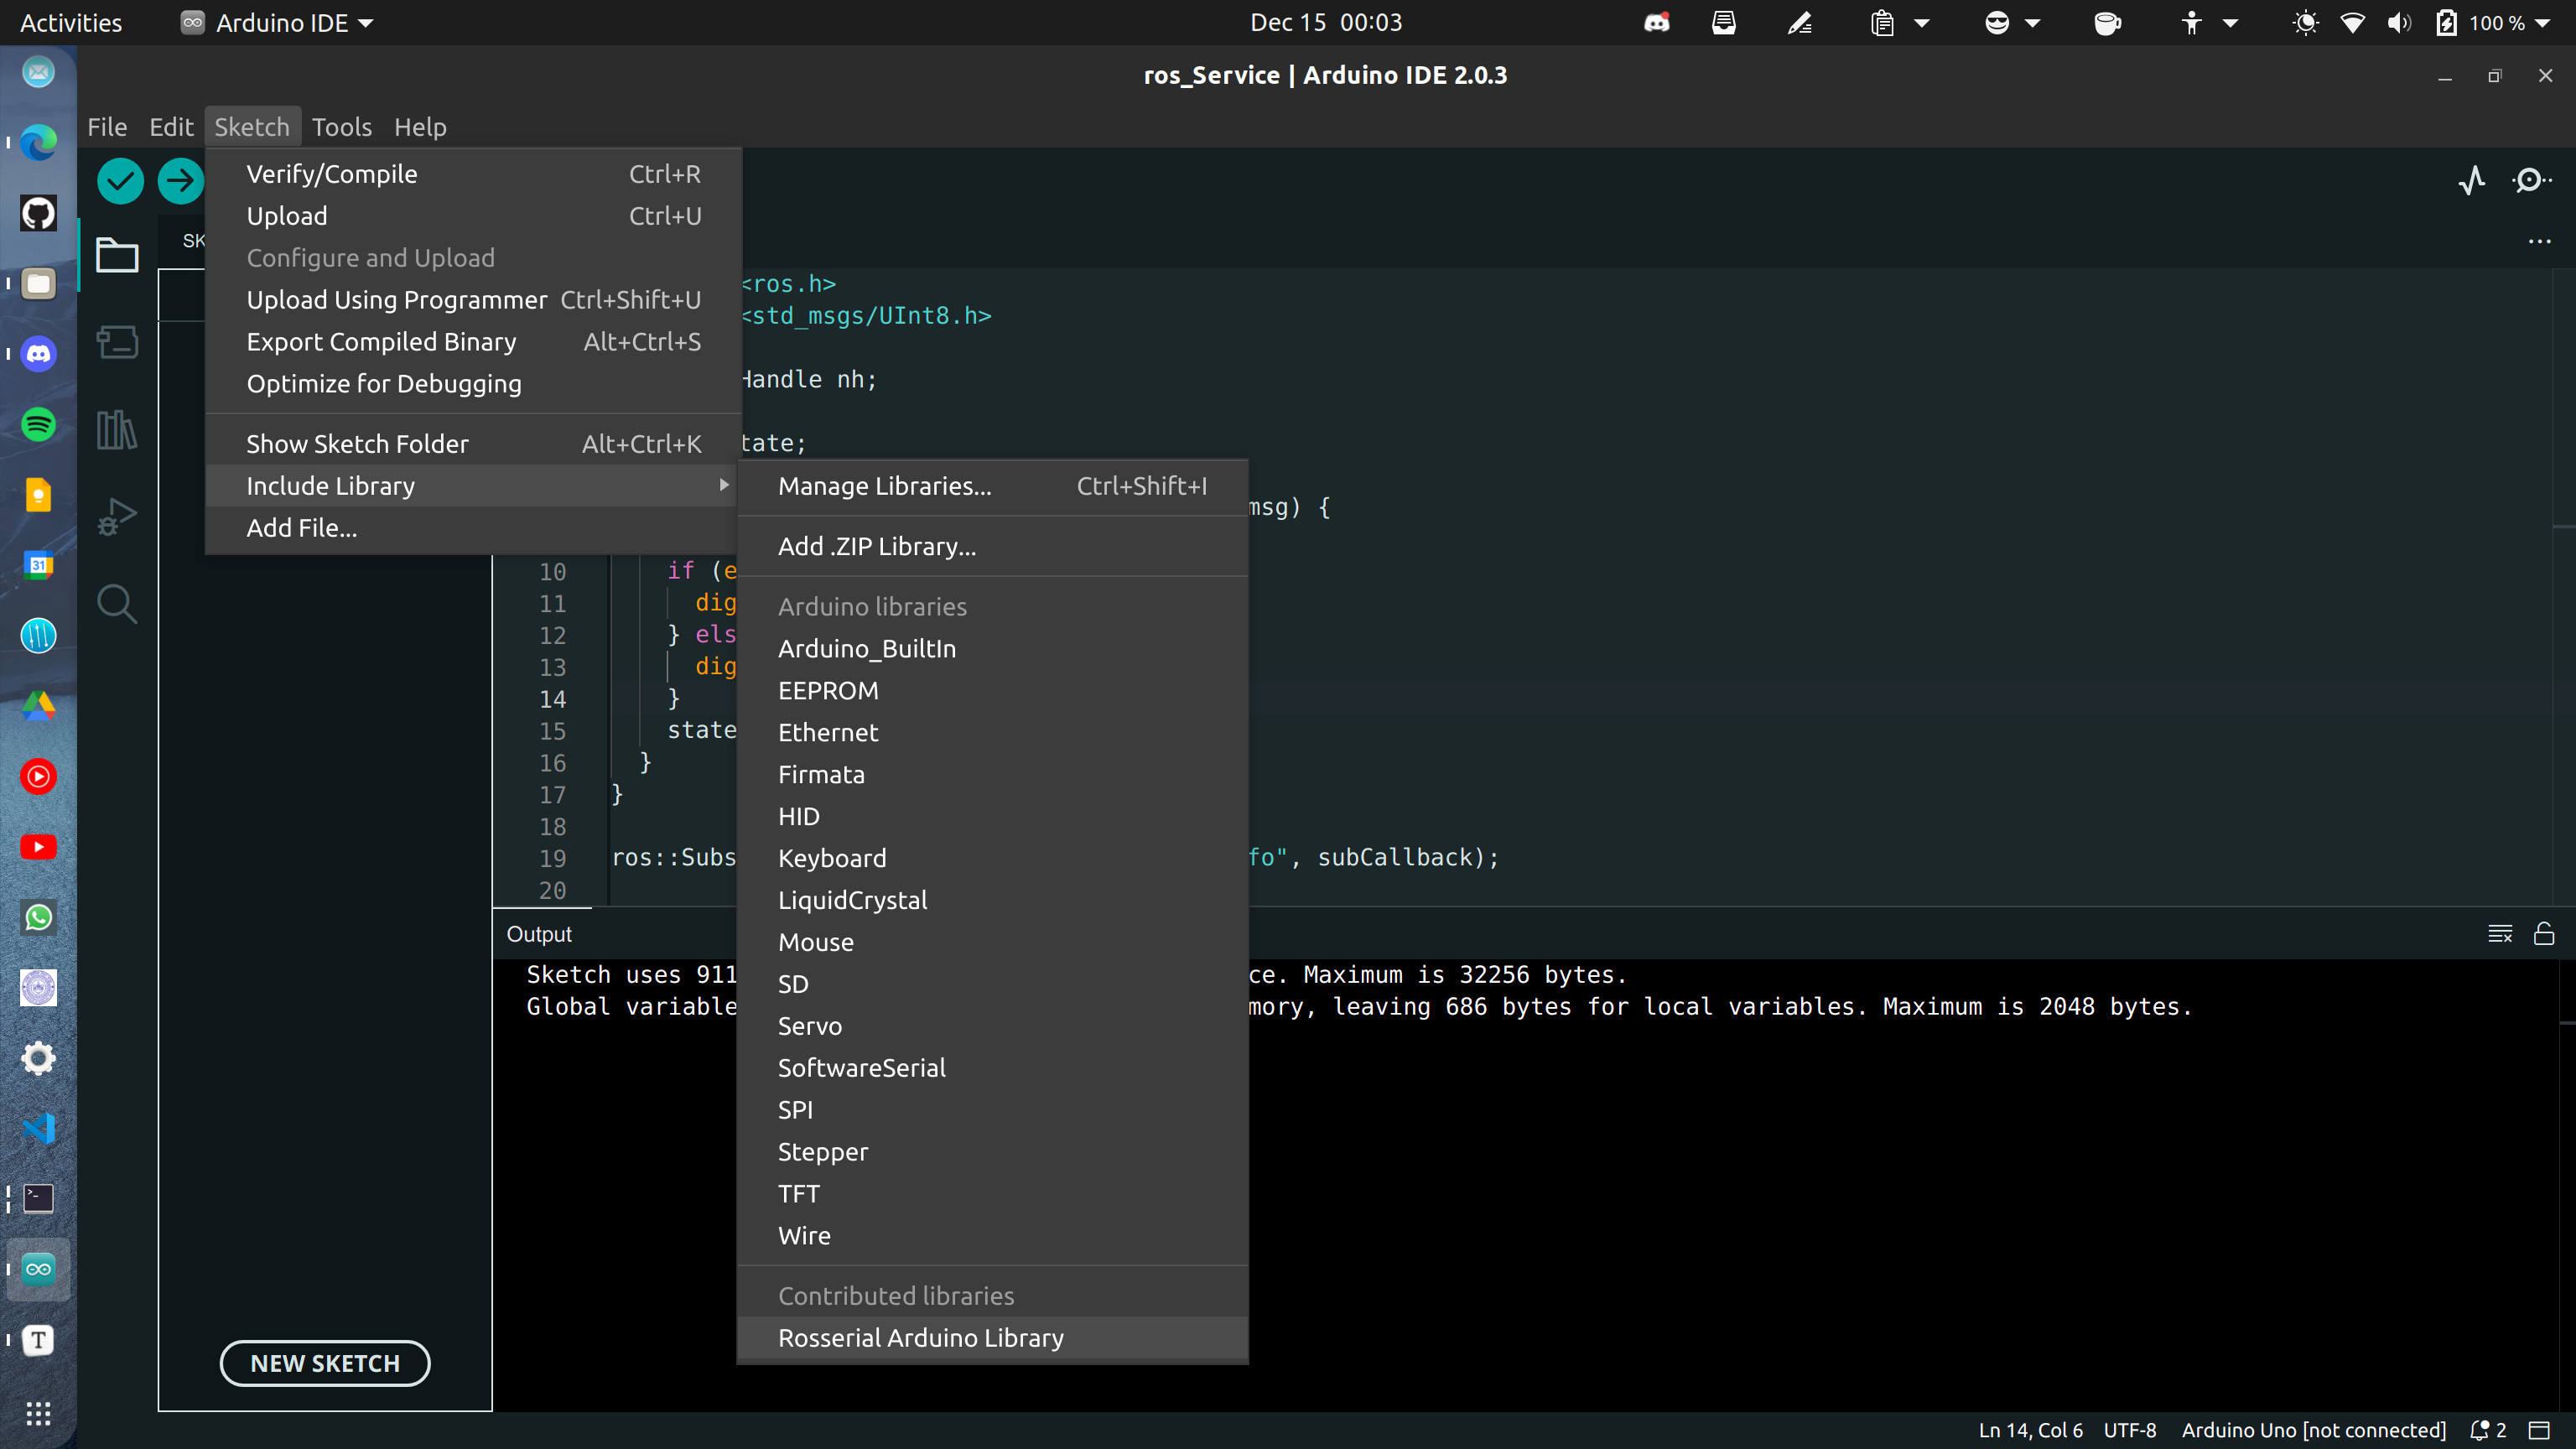 Activities
Arduino IDE
Dec 15 00:03
100 %
ros_Service | Arduino IDE 2.0.3
File Edit Sketch Tools Help
Verify/Compile Ctrl+R
Upload Ctrl+U
Configure and Upload
Upload Using Programmer Ctrl+Shift+U
Export Compiled Binary Alt+Ctrl+S
Optimize for Debugging
Show Sketch Folder Alt+Ctrl+K
Include Library
Add File...
SK
<ros.h>
<std_msgs/UInt8.h>
Handle nh;
tate;
msg) {
Manage Libraries... Ctrl+Shift+I
Add .ZIP Library...
Arduino libraries
Arduino_BuiltIn
EEPROM
Ethernet
Firmata
HID
Keyboard
LiquidCrystal
Mouse
SD
Servo
SoftwareSerial
SPI
Stepper
TFT
Wire
Contributed libraries
Rosserial Arduino Library
10 if (e
11 dig
12 } els
13 dig
14 }
15 state
16 }
17 }
18
19 ros::Subs fo", subCallback);
20
Output
Sketch uses 911 ce. Maximum is 32256 bytes.
Global variable mory, leaving 686 bytes for local variables. Maximum is 2048 bytes.
31
T
NEW SKETCH
Ln 14, Col 6 UTF-8 Arduino Uno [not connected] 2